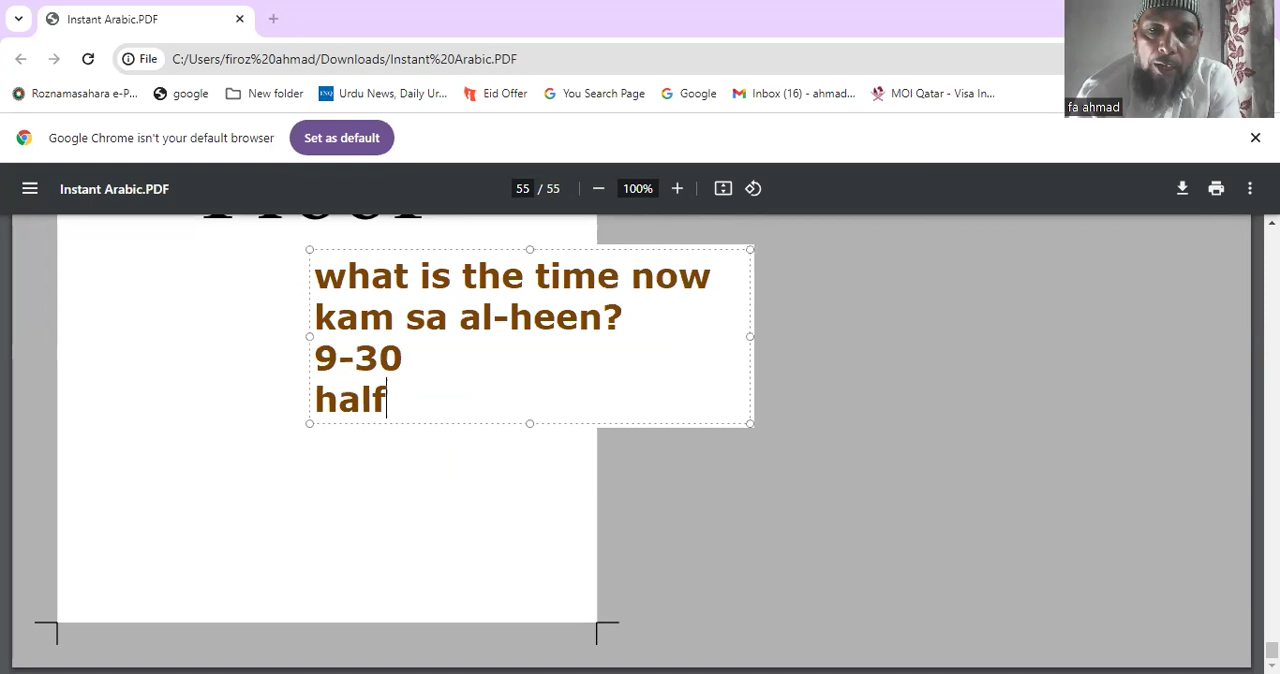 Instant Arabic.PDF
File
C:/Users/firoz%20ahmad/Downloads/Instant%20Arabic.PDF
Roznamasahara e-P...
google
New folder
Urdu News, Daily Ur...
Eid Offer
You Search Page
Google
Inbox (16) - ahmad...
MOI Qatar - Visa In...
fa ahmad
Google Chrome isn't your default browser
Set as default
Instant Arabic.PDF
55 / 55
100%
what is the time now
kam sa al-heen?
9-30
half